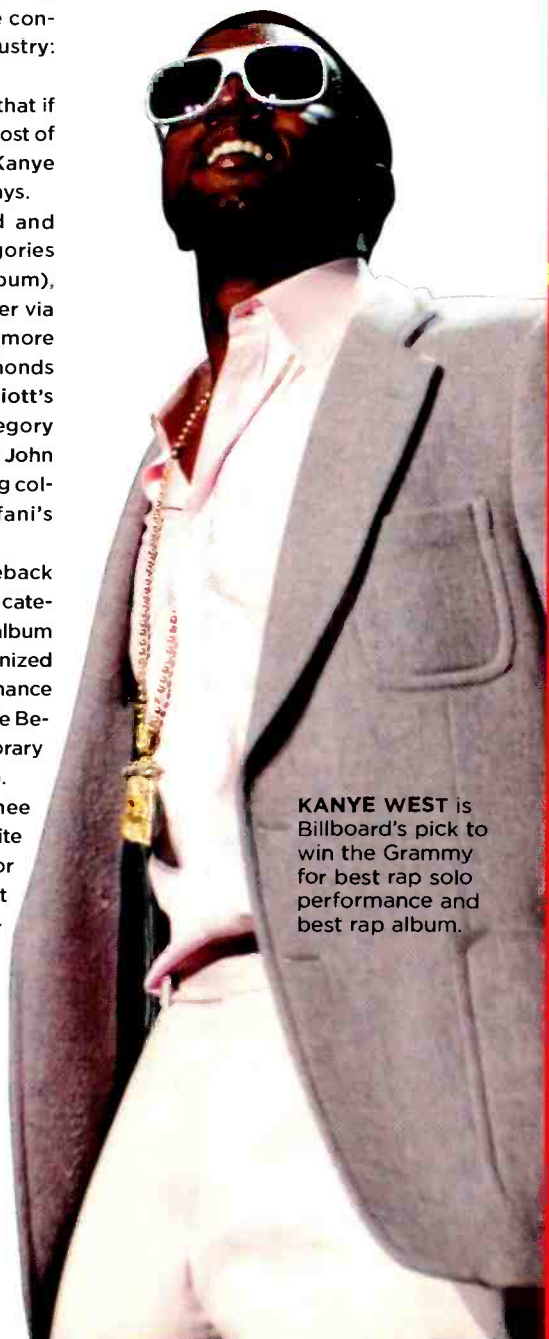 e con-
ustry:
that if
ost of
Kanye
ays.
d and
gories
bum),
er via
more
monds
iott's
egory
John
g col-
fani's
eback
cate-
album
nized
mance
e Be-
orary
nee
ite
or
t
KANYE WEST is
Billboard's pick to
win the Grammy
for best rap solo
performance and
best rap album.